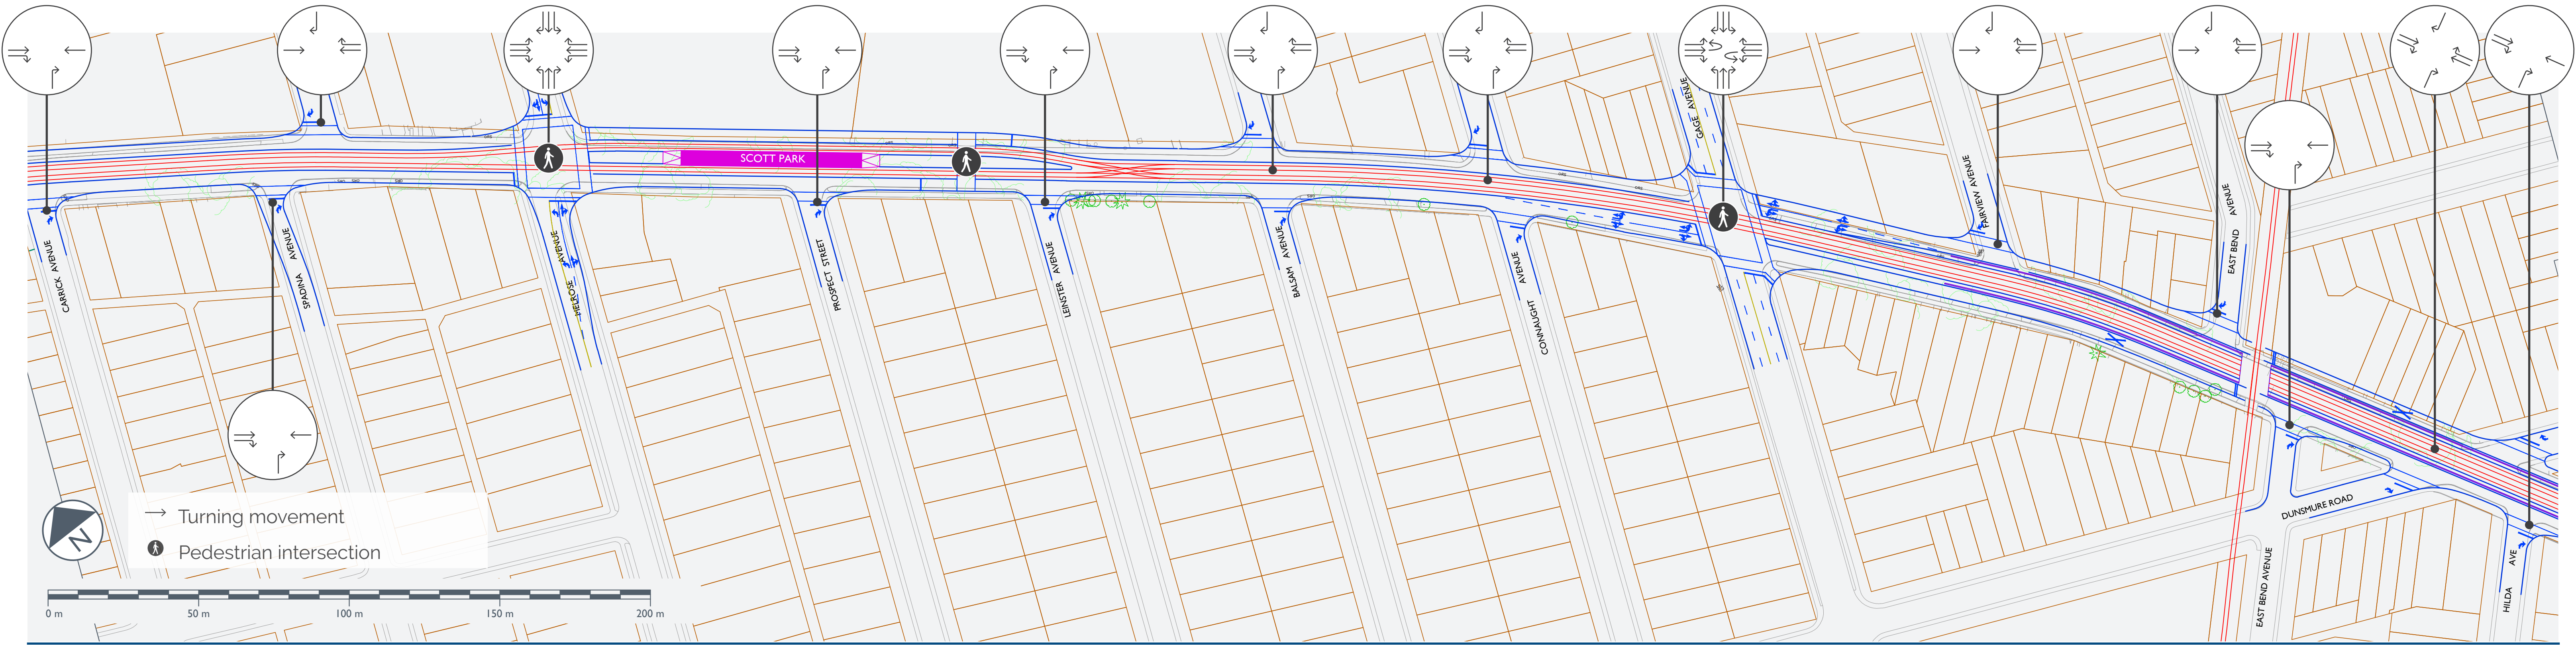 SCOTT PARK
CARRICK AVENUE
SPADINA AVENUE
MELROSE AVENUE
PROSPECT STREET
LEINSTER AVENUE
BALSAM AVENUE
CONNAUGHT AVENUE
GAGE AVENUE
FAIRVIEW AVENUE
EAST BEND AVENUE
DUNSMURE ROAD
EAST BEND AVENUE
HILDA AVE
N
Turning movement
Pedestrian intersection
0 m 50 m 100 m 150 m 200 m